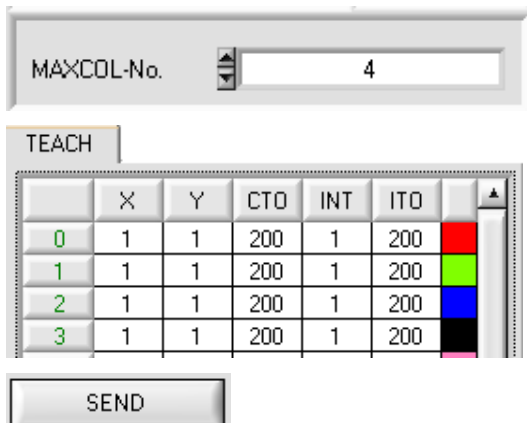 MAXCOL-No. 4
TEACH
X Y CTO INT ITO
0 1 1 200 1 200
1 1 1 200 1 200
2 1 1 200 1 200
3 1 1 200 1 200
SEND